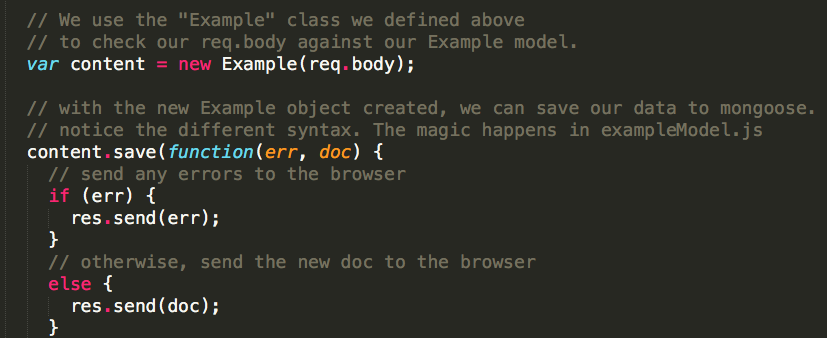 // We use the "Example" class we defined above
// to check our req.body against our Example model.
var content = new Example(req.body);
// with the new Example object created, we can save our data to mongoose.
// notice the different syntax. The magic happens in exampleModel.js
content.save(function(err, doc) {
// send any errors to the browser
if (err) {
res.send(err);
}
// otherwise, send the new doc to the browser
else {
res.send(doc);
}